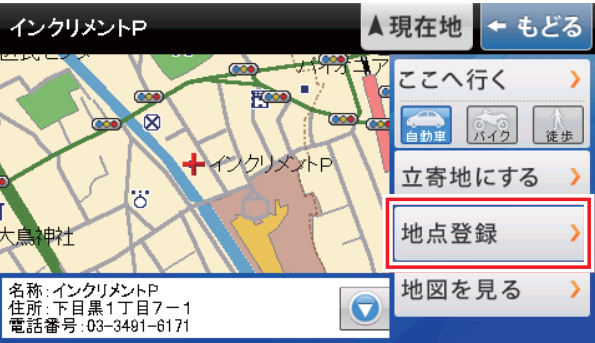 インクリメントP
現在地
もどる
ここへ行く
自動車
バイク
徒歩
立寄地にする
地点登録
地図を見る
インクリメントP
大鳥神社
名称:インクリメントP
住所:下目黒1丁目7−1
電話番号:03-3491-6171